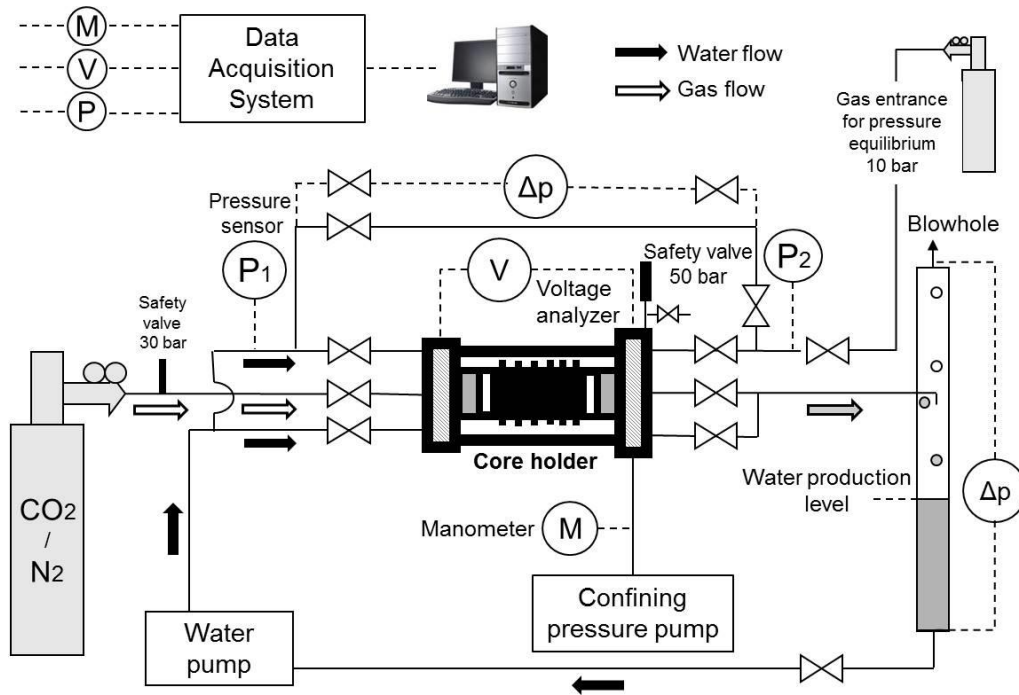 M
V
P
Data
Acquisition
System
Water flow
Gas flow
Gas entrance
for pressure
equilibrium
10 bar
Pressure
sensor
Δp
P1
V
Voltage
analyzer
Safety valve
50 bar
P2
Blowhole
Safety
valve
30 bar
Core holder
Water production
level
Δp
CO2
/
N2
Manometer
M
Confining
pressure pump
Water
pump